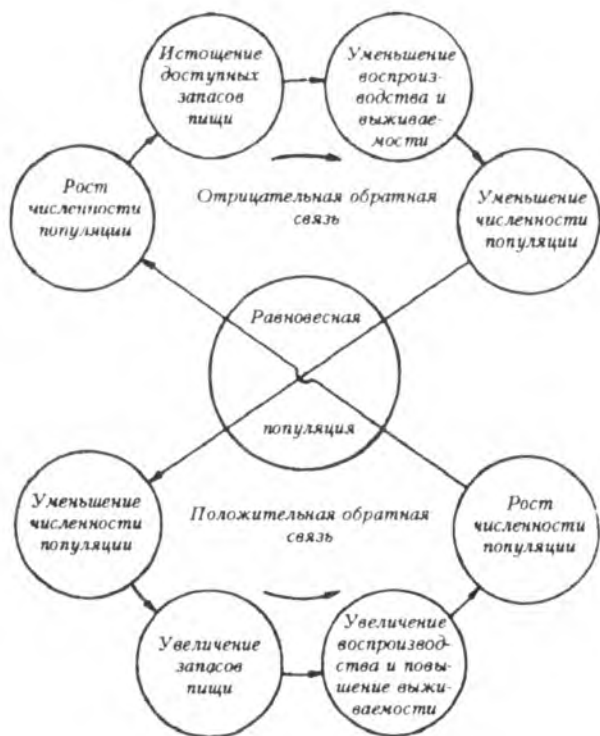 Истощение
доступных
запасов
пищи
Уменьшение
воспроиз-
водства и
выживае-
мости
Рост
численности
популяции
Отрицательная обратная
связь
Уменьшение
численности
популяции
Равновесная
популяция
Уменьшение
численности
популяции
Положительная обратная
связь
Рост
численности
популяции
Увеличение
запасов
пищи
Увеличение
воспроизвод-
ства и повы-
шение выжи-
ваемости